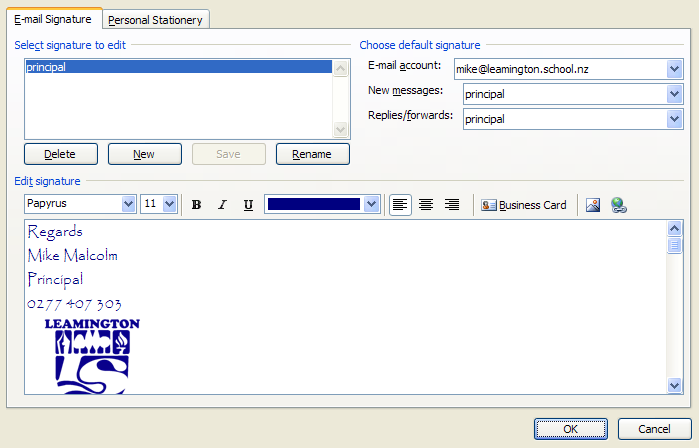 E-mail Signature
Personal Stationery
Select signature to edit
principal
Delete
New
Save
Rename
Choose default signature
E-mail account:
mike@leamington.school.nz
New messages:
principal
Replies/forwards:
principal
Edit signature
Papyrus
11
B
I
U
Business Card
Regards
Mike Malcolm
Principal
0277 407 303
LEAMINGTON
OK
Cancel